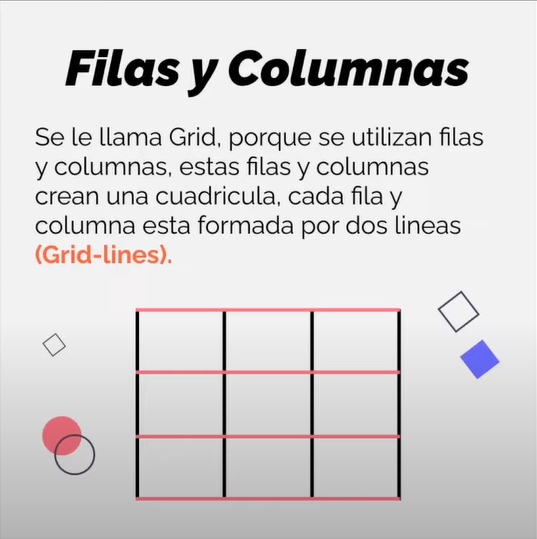 Filas y Columnas
Se le llama Grid, porque se utilizan filas
y columnas, estas filas y columnas
crean una cuadricula, cada fila y
columna esta formada por dos lineas
(Grid-lines).